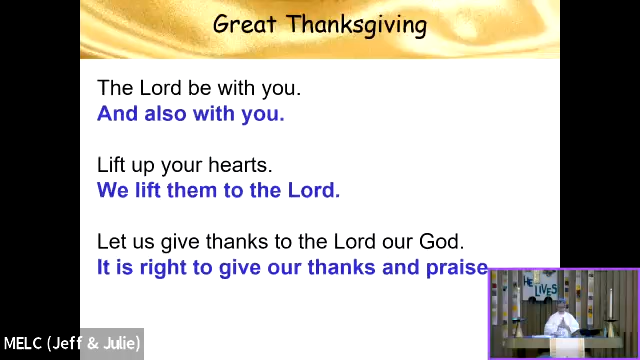 Great Thanksgiving
The Lord be with you.
And also with you.
Lift up your hearts.
We lift them to the Lord.
Let us give thanks to the Lord our God.
It is right to give our thanks and praise
HE
LIVES
MELC (Jeff & Julie)